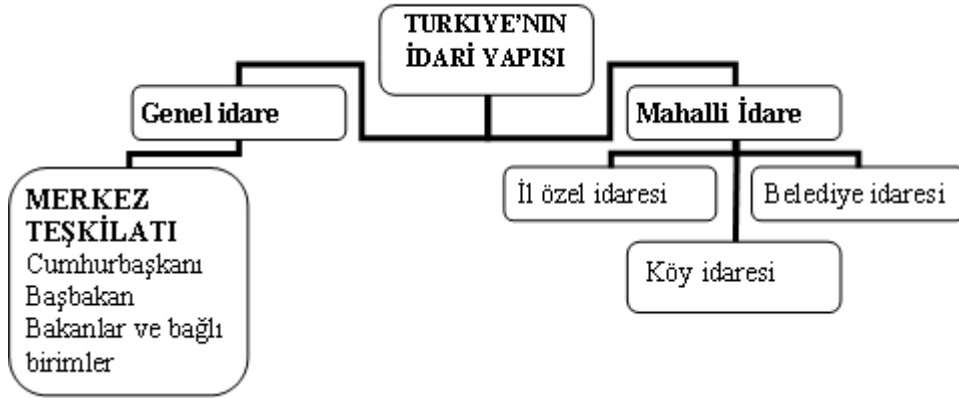 TURKIYE'NIN
İDARİ YAPISI
Genel idare
Mahalli İdare
MERKEZ
TEŞKİLATI
Cumhurbaşkanı
Başbakan
Bakanlar ve bağlı
birimler
İl özel idaresi
Belediye idaresi
Köy idaresi